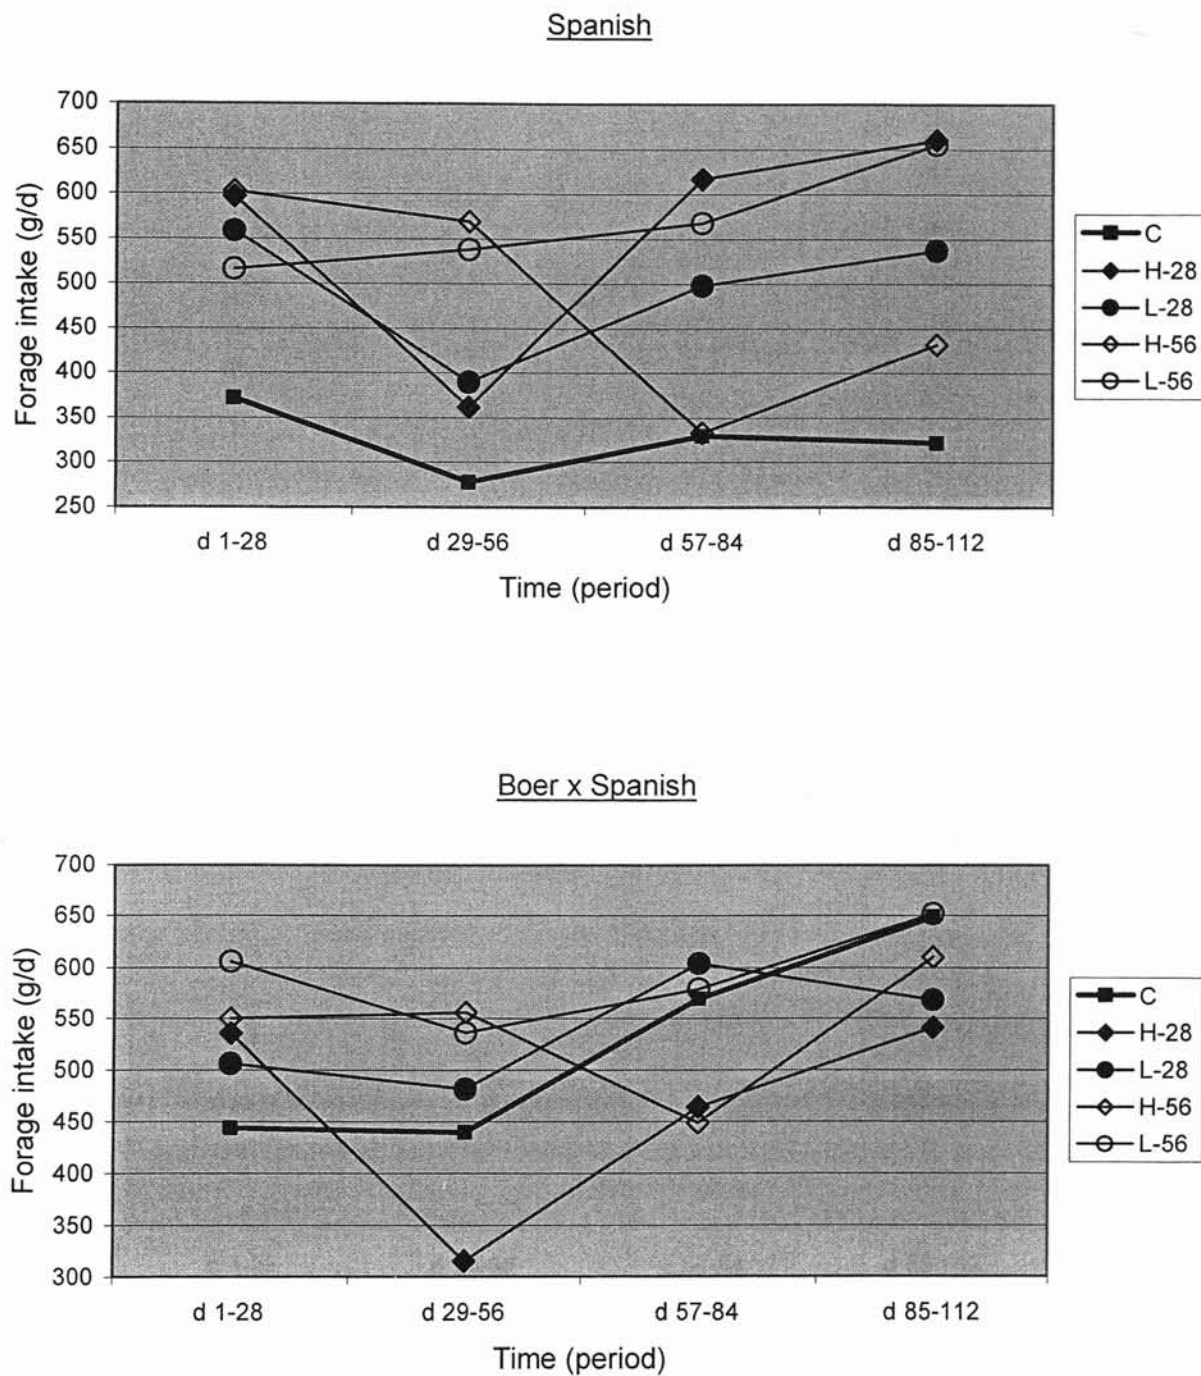 Spanish
700
650
600
550
500
450
400
350
300
250
Forage intake (g/d)
d 1-28 d 29-56 d 57-84 d 85-112
Time (period)
C
H-28
L-28
H-56
L-56
Boer x Spanish
700
650
600
550
500
450
400
350
300
Forage intake (g/d)
d 1-28 d 29-56 d 57-84 d 85-112
Time (period)
C
H-28
L-28
H-56
L-56